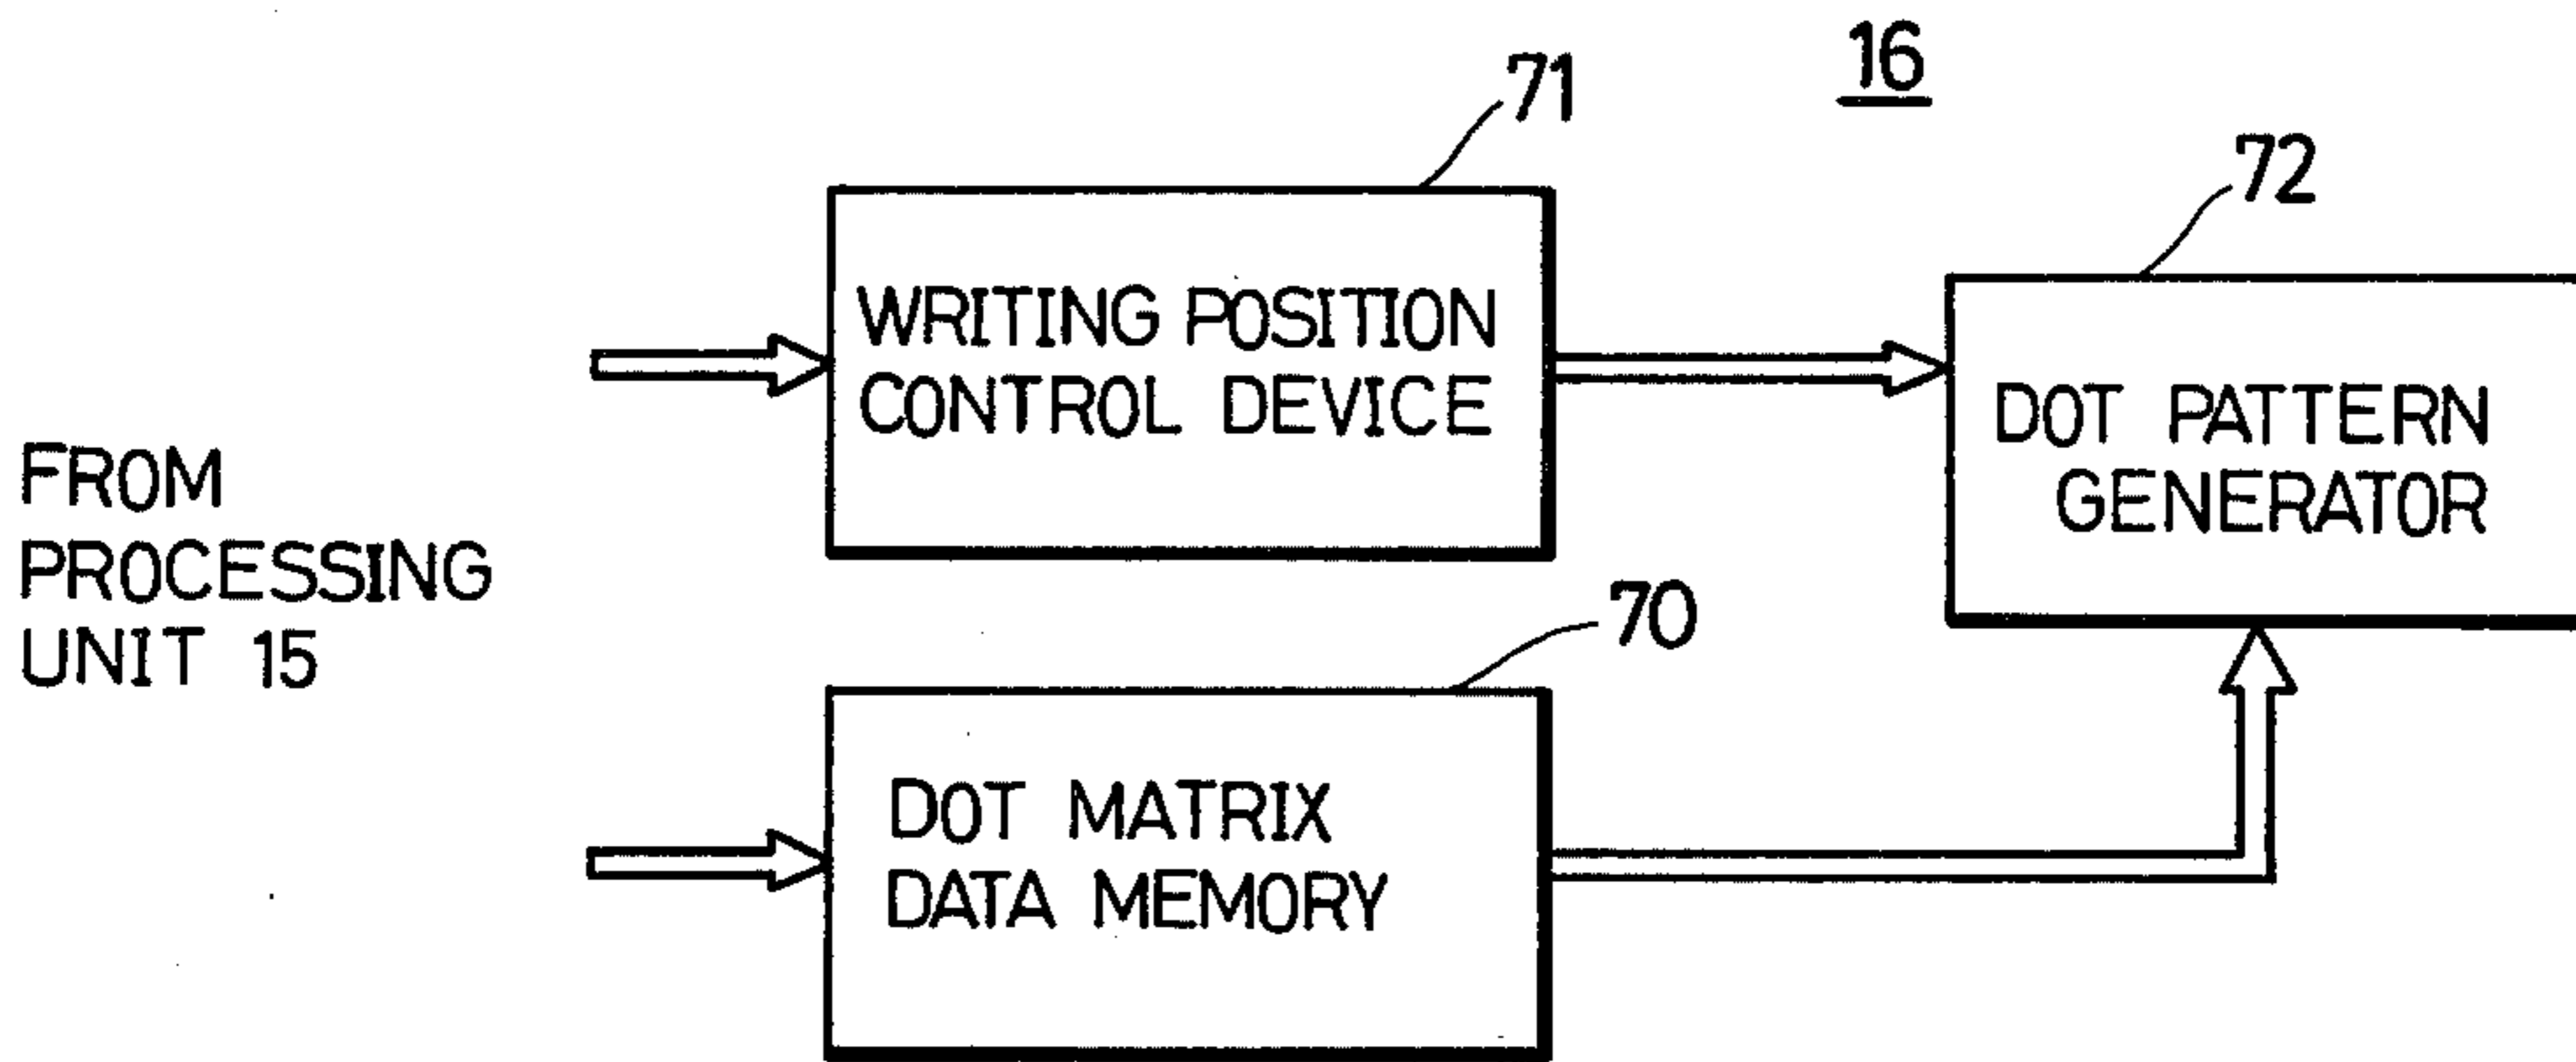 16
71
72
WRITING POSITION
CONTROL DEVICE
DOT PATTERN
GENERATOR
FROM
PROCESSING
UNIT 15
70
DOT MATRIX
DATA MEMORY